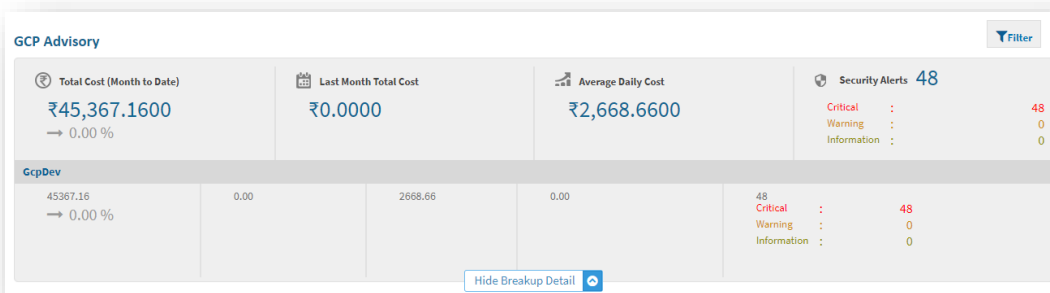 GCP Advisory
Filter
Total Cost (Month to Date)
₹45,367.1600
→ 0.00 %
Last Month Total Cost
₹0.0000
Average Daily Cost
₹2,668.6600
Security Alerts 48
Critical : 48
Warning : 0
Information : 0
GcpDev
45367.16
→ 0.00 %
0.00
2668.66
0.00
48
Critical : 48
Warning : 0
Information : 0
Hide Breakup Detail